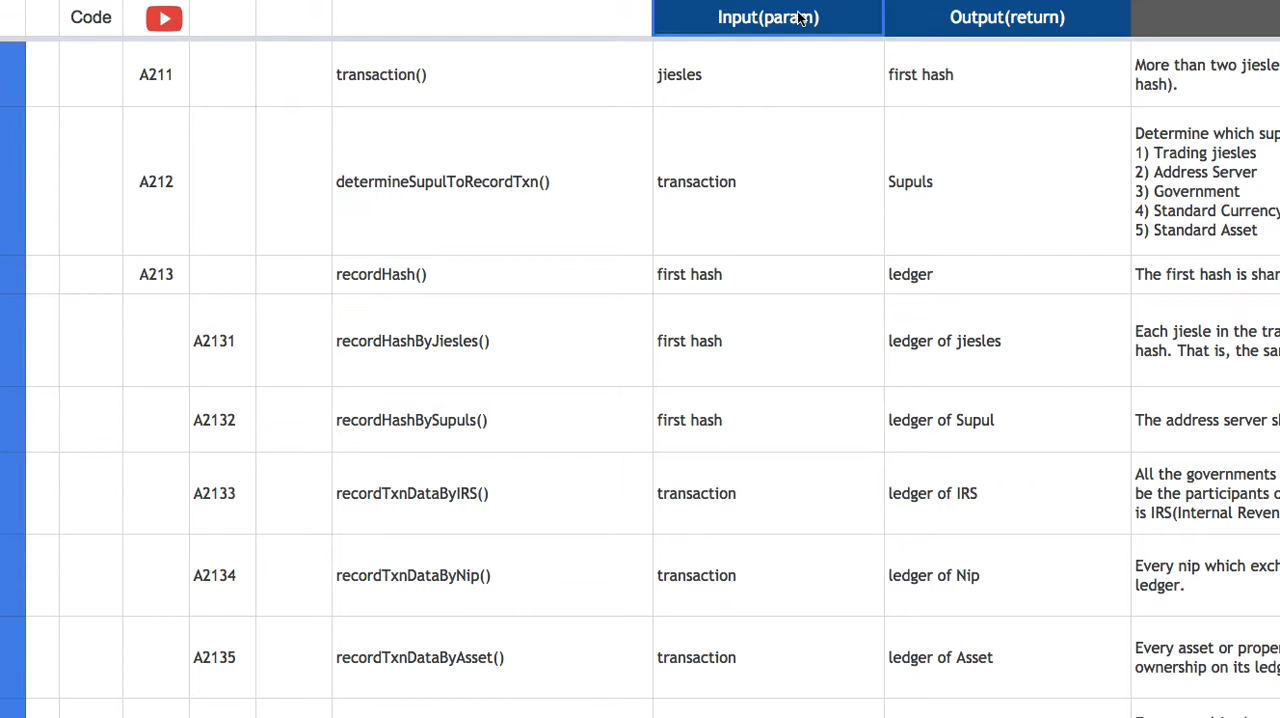 Code Input(param) Output(return)
A211 transaction() jiesles first hash More than two jiesle
hash).
A212 determineSupulToRecordTxn() transaction Supuls Determine which sup
1) Trading jiesles
2) Address Server
3) Government
4) Standard Currency
5) Standard Asset
A213 recordHash() first hash ledger The first hash is shar
A2131 recordHashByJiesles() first hash ledger of jiesles Each jiesle in the tra
hash. That is, the sa
A2132 recordHashBySupuls() first hash ledger of Supul The address server s
A2133 recordTxnDataByIRS() transaction ledger of IRS All the governments
be the participants o
is IRS(Internal Reven
A2134 recordTxnDataByNip() transaction ledger of Nip Every nip which exch
ledger.
A2135 recordTxnDataByAsset() transaction ledger of Asset Every asset or prope
ownership on its led